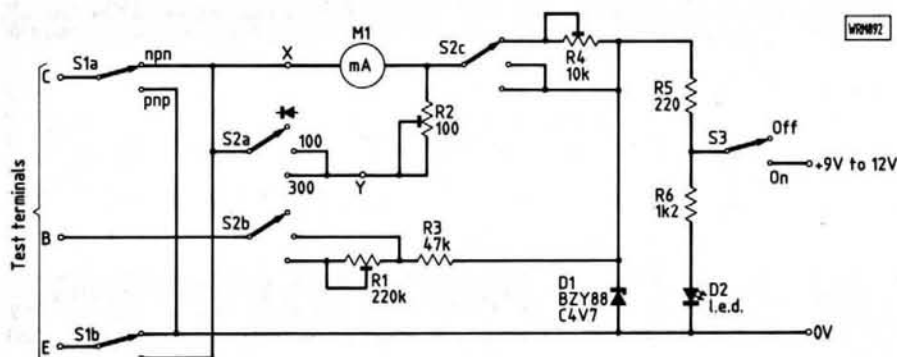 M1
WRM892
S1a
npn
X
mA
S2c
R4
10k
C
pnp
R2
100
R5
220
S3
Off
S2a
100
300
Y
On
+9V to 12V
R6
1k2
Test terminals
S2b
B
R3
47k
R1
220k
D1
BZY88
C4V7
D2
l.e.d.
E
S1b
0V